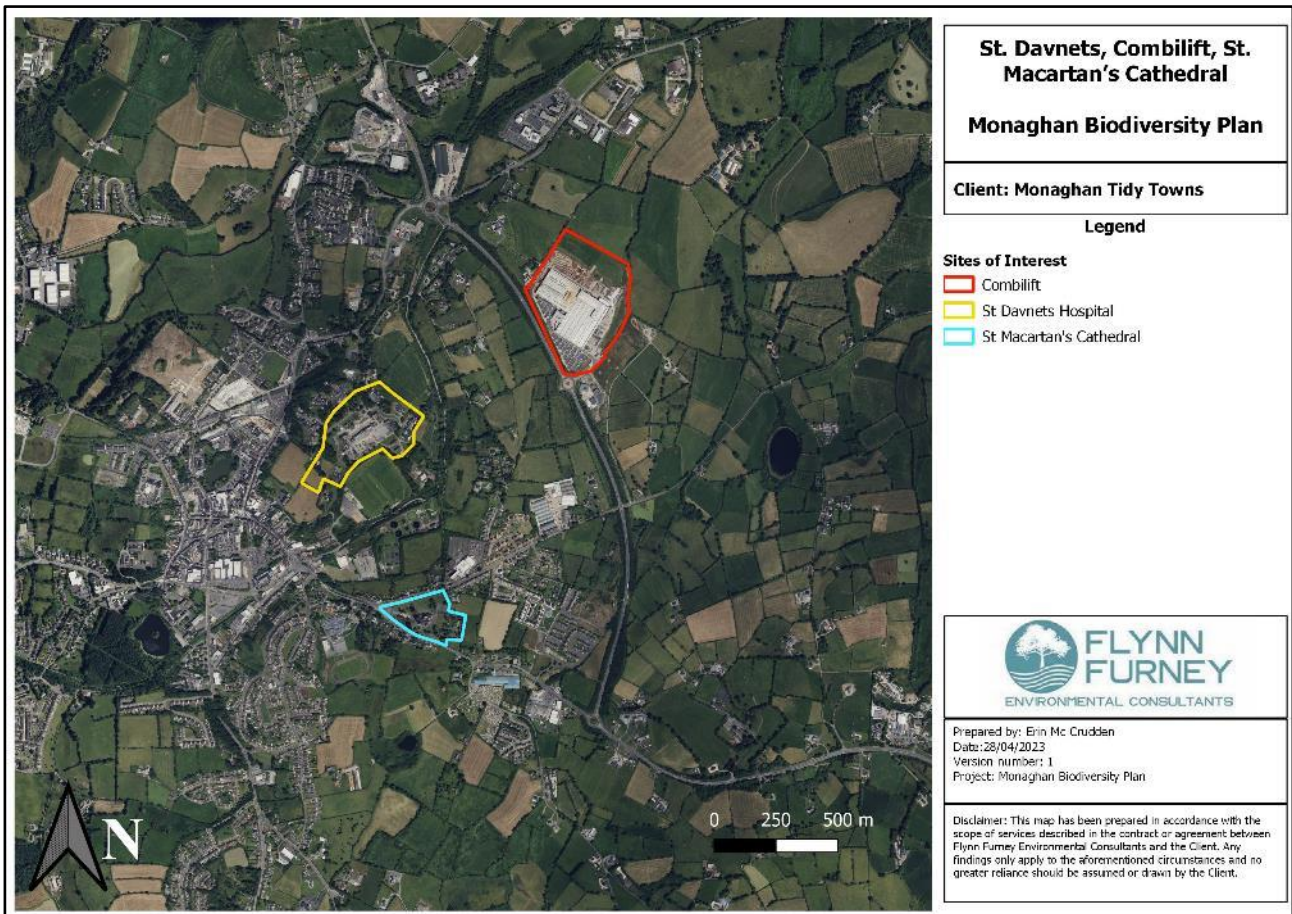 St. Davnets, Combilift, St.
Macartan's Cathedral
Monaghan Biodiversity Plan
Client: Monaghan Tidy Towns
Legend
Sites of Interest
Combilift
St Davnets Hospital
St Macartan's Cathedral
N
0 250 500 m
FLYNN
FURNEY
ENVIRONMENTAL CONSULTANTS
Prepared by: Erin Mc Crudden
Date:28/04/2023
Version number: 1
Project: Monaghan Biodiversity Plan
Disclaimer: This map has been prepared in accordance with the
scope of services described in the contract or agreement between
Flynn Furney Environmental Consultants and the Client. Any
findings only apply to the aforementioned circumstances and no
greater reliance should be assumed or drawn by the Client.